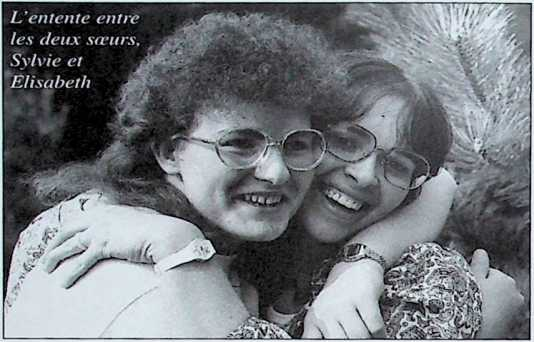 L'entente entre
les deux sœurs,
Sylvie et
Elisabeth